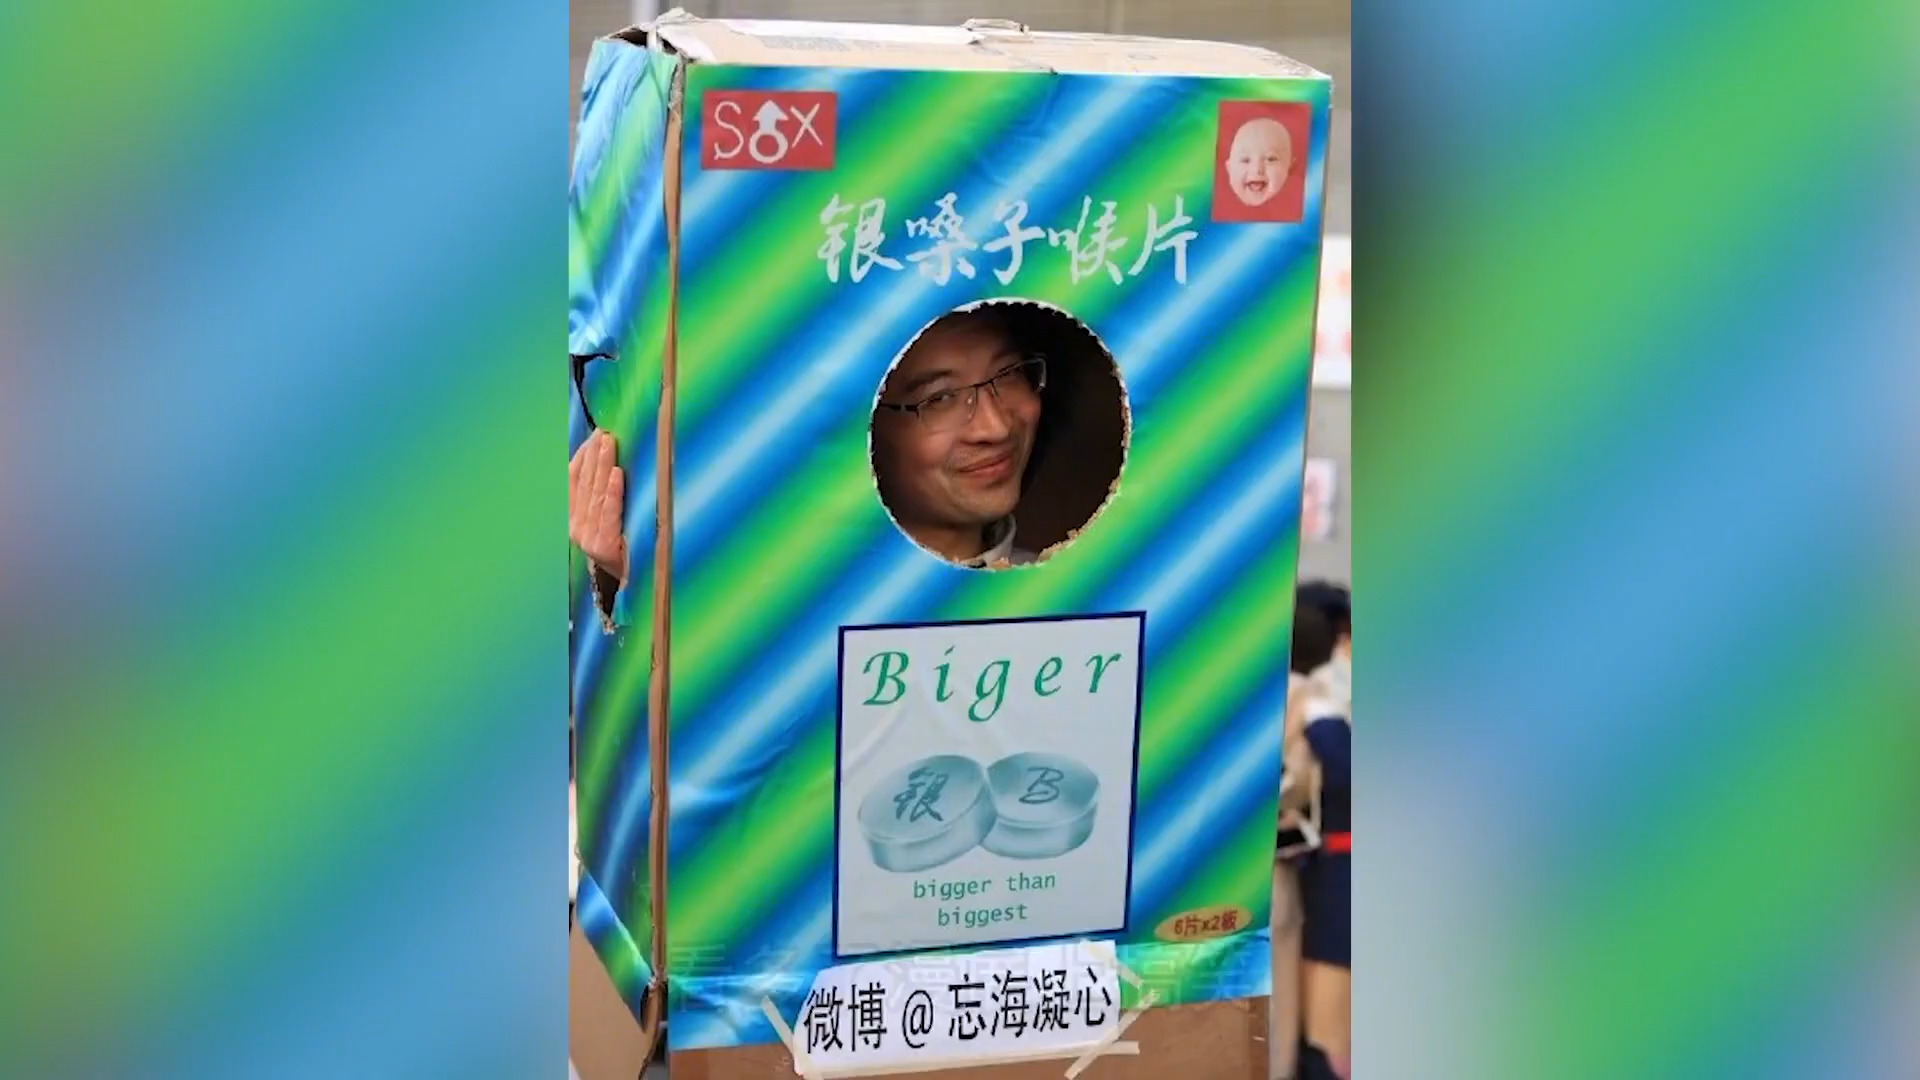 S♂X
银嗓子喉片
Biger
银 B
bigger than
biggest
6片x2板
微博@忘海凝心